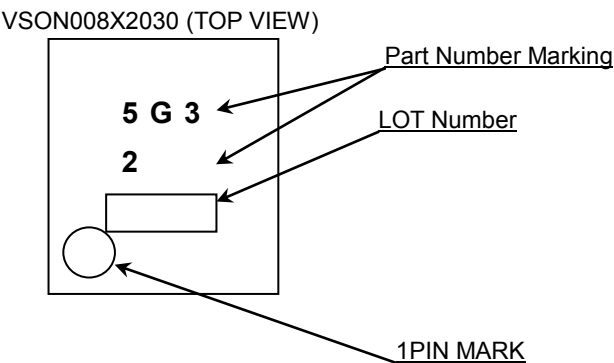 VSON008X2030 (TOP VIEW)
Part Number Marking
5 G 3
LOT Number
2
1PIN MARK